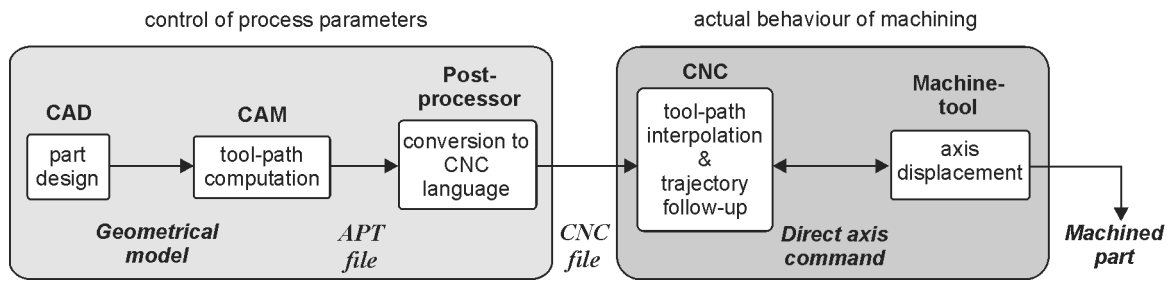 control of process parameters
actual behaviour of machining
CAD
part
design
Geometrical
model
CAM
tool-path
computation
APT
file
Post-
processor
conversion to
CNC
language
CNC
file
CNC
tool-path
interpolation
&
trajectory
follow-up
Direct axis
command
Machine-
tool
axis
displacement
Machined
part